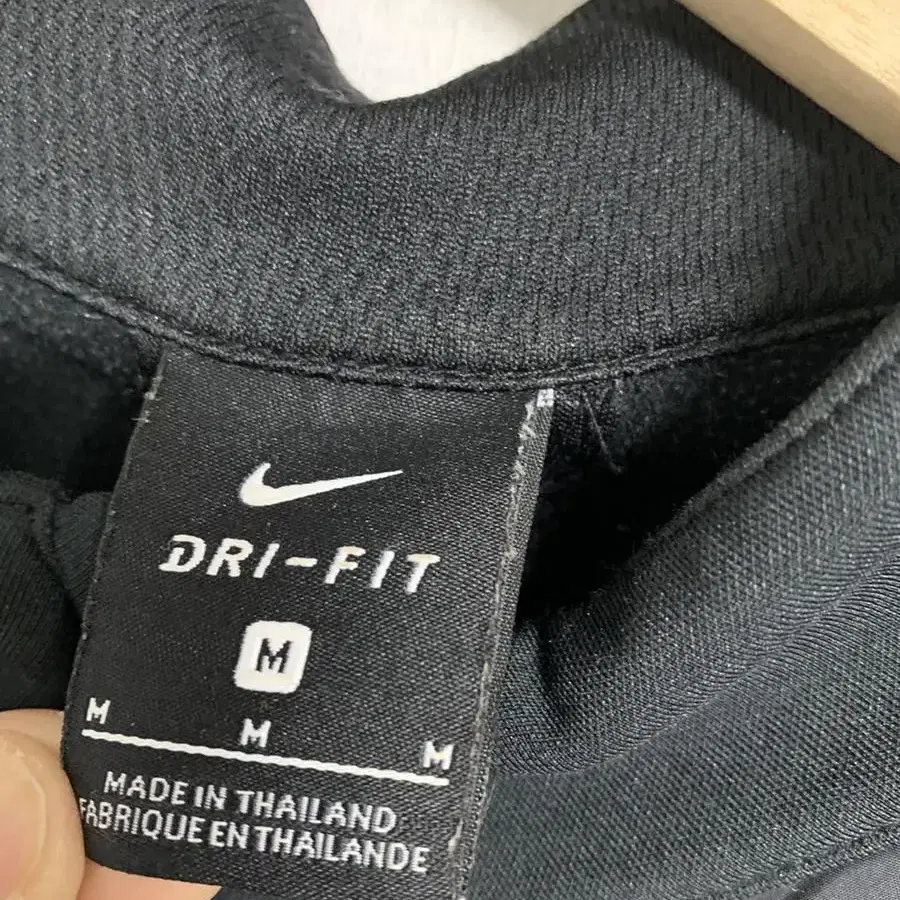 DRI-FIT
M
M M M
MADE IN THAILAND
FABRIQUE EN THAILANDE